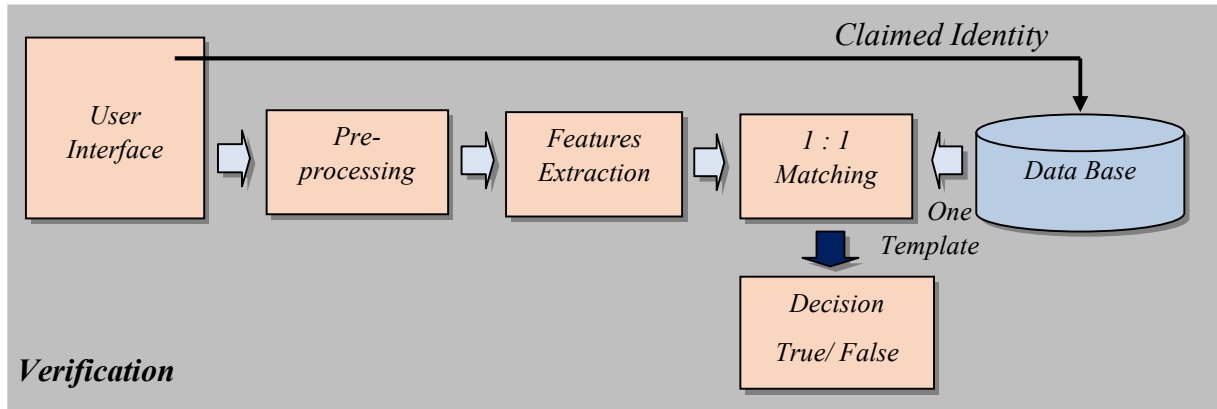 Claimed Identity
User
Interface
Pre-
processing
Features
Extraction
1 : 1
Matching
Data Base
One
Template
Decision
True/ False
Verification